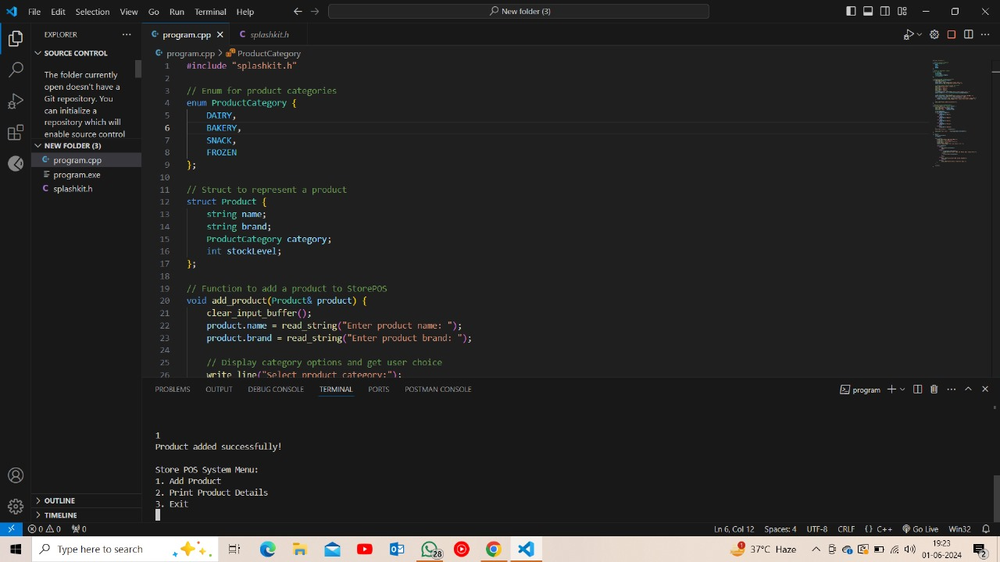 File Edit Selection View Go Run Terminal Help
New folder (3)
EXPLORER
program.cpp
splashkit.h
SOURCE CONTROL
The folder currently
open doesn't have a
Git repository. You
can initialize a
repository which will
enable source control
NEW FOLDER (3)
program.cpp
program.exe
C splashkit.h
OUTLINE
TIMELINE
program.cpp > ProductCategory
1 #include "splashkit.h"
2
3 // Enum for product categories
4 enum ProductCategory {
5 DAIRY,
6 BAKERY,
7 SNACK,
8 FROZEN
9 };
10
11 // Struct to represent a product
12 struct Product {
13 string name;
14 string brand;
15 ProductCategory category;
16 int stockLevel;
17 };
18
19 // Function to add a product to StorePOS
20 void add_product(Product& product) {
21 clear_input_buffer();
22 product.name = read_string("Enter product name: ");
23 product.brand = read_string("Enter product brand: ");
24
25 // Display category options and get user choice
26 write_line("Select product category:");
PROBLEMS OUTPUT DEBUG CONSOLE TERMINAL PORTS POSTMAN CONSOLE
program
1
Product added successfully!
Store POS System Menu:
1. Add Product
2. Print Product Details
3. Exit
0 0 0
Ln 6, Col 12 Spaces: 4 UTF-8 CRLF {} C++ Go Live Win32
Type here to search
28
1
37°C Haze
19:23
01-06-2024
2